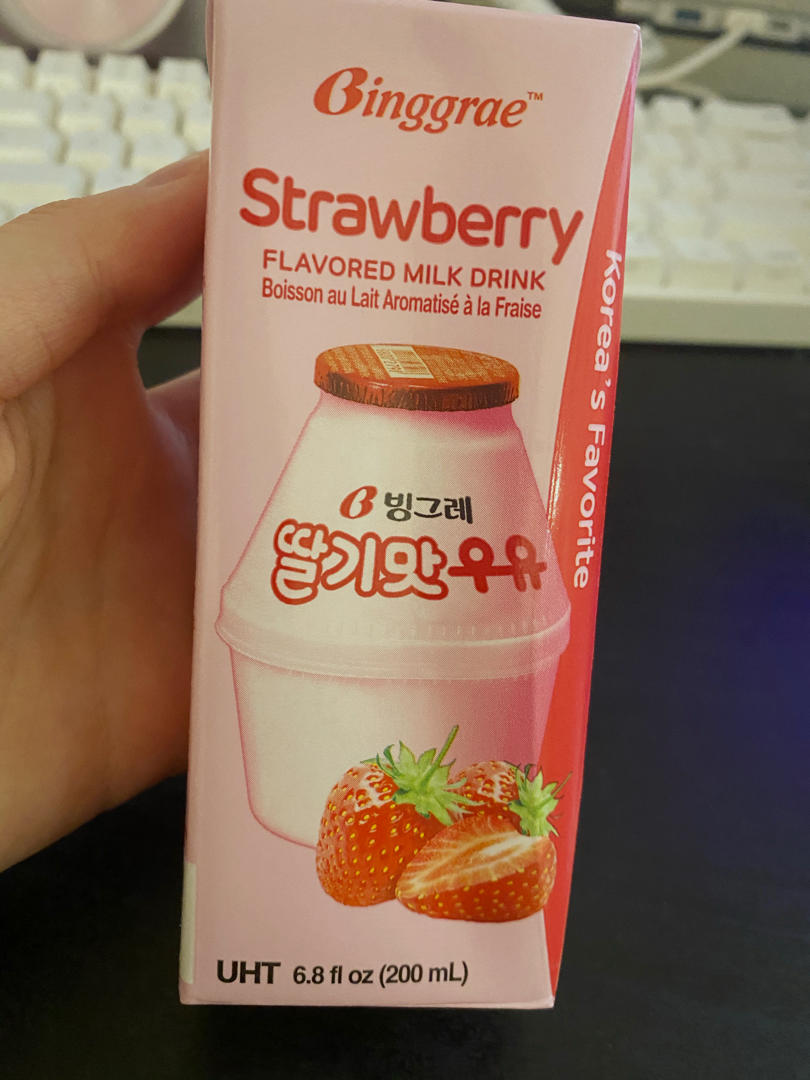 Binggrae™
Strawberry
FLAVORED MILK DRINK
Boisson au Lait Aromatisé à la Fraise
Korea's Favorite
B 빙그레
딸기맛우유
UHT 6.8 fl oz (200 mL)